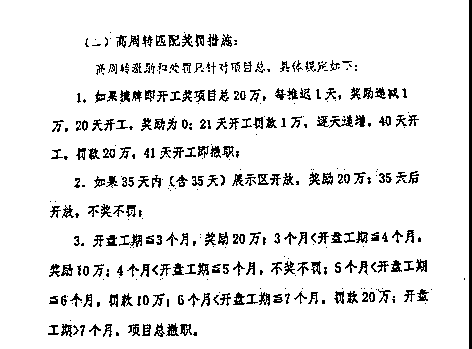 (二)高周转匹配奖罚措施:
高周转激励和处罚只针对项目总，具体规定如下:
1．如果摘牌即开工奖项目总20万，每推迟1天，奖励递减1
万，20天开工，奖励为0；21天开工罚款1万，逐天递增，40天开
工，罚款20万，41天开工即撤职；
2．如果35天内(含35天)展示区开放，奖励20万；35天后
开放，不奖不罚；
3．开盘工期≦3个月，奖励20万；3个月<开盘工期≦4个月，
奖励10万；4个月<开盘工期≦5个月，不奖不罚；5个月<开盘工期
≦6个月，罚款10万；6个月<开盘工期≦7个月，罚款20万；开盘
工期>7个月，项目总撤职。